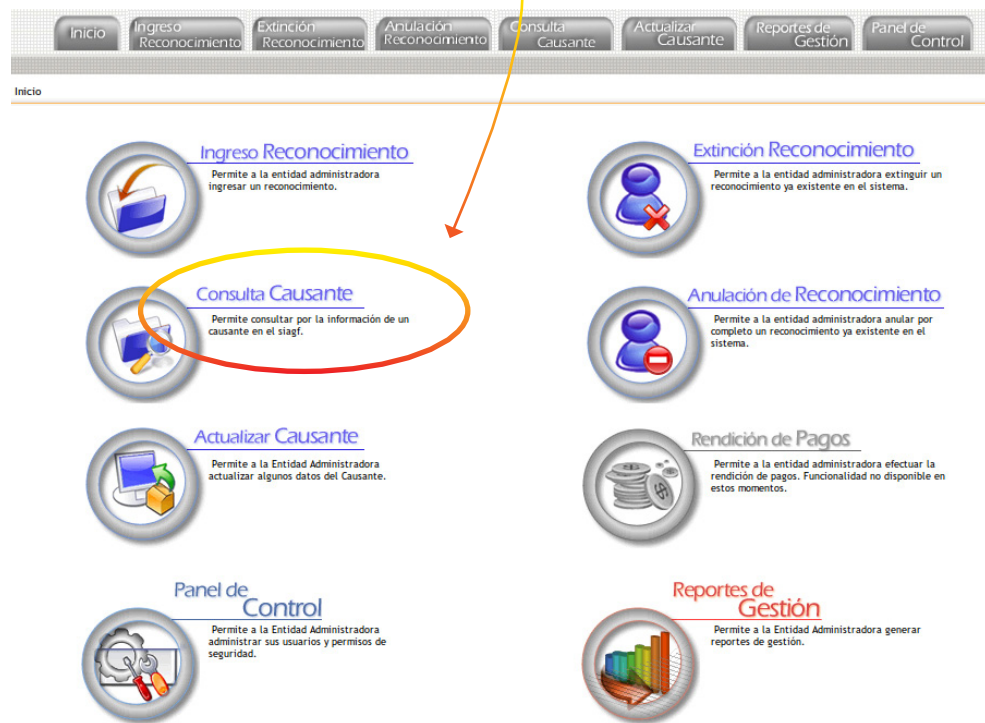 Inicio
Ingreso
Reconocimiento
Extinción
Reconocimiento
Anulación
Reconocimiento
Consulta
Causante
Actualizar
Causante
Reportes de
Gestión
Panel de
Control
Inicio
Ingreso Reconocimiento
Permite a la entidad administradora
ingresar un reconocimiento.
Extinción Reconocimiento
Permite a la entidad administradora extinguir un
reconocimiento ya existente en el sistema.
Consulta Causante
Permite consultar por la información de un
causante en el siagf.
Anulación de Reconocimiento
Permite a la entidad administradora anular por
completo un reconocimiento ya existente en el
sistema.
Actualizar Causante
Permite a la Entidad Administradora
actualizar algunos datos del Causante.
Rendición de Pagos
Permite a la entidad administradora efectuar la
rendición de pagos. Funcionalidad no disponible en
estos momentos.
Panel de
Control
Permite a la Entidad Administradora
administrar sus usuarios y permisos de
seguridad.
Reportes de
Gestión
Permite a la Entidad Administradora generar
reportes de gestión.